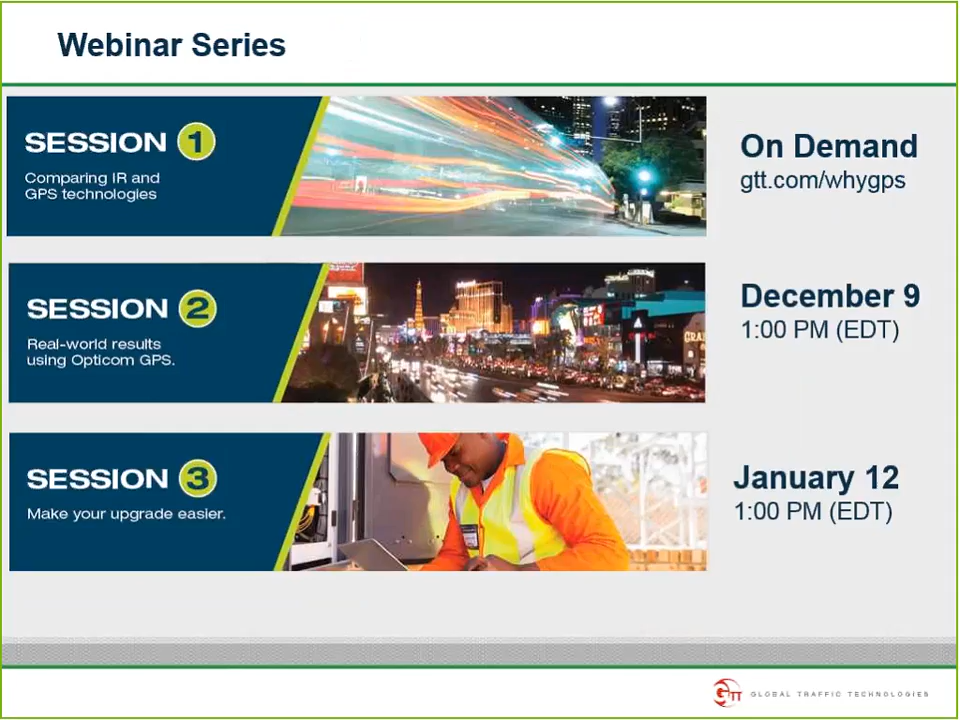 Webinar Series
SESSION 1
Comparing IR and
GPS technologies
On Demand
gtt.com/whygps
SESSION 2
Real-world results
using Opticom GPS.
December 9
1:00 PM (EDT)
SESSION 3
Make your upgrade easier.
January 12
1:00 PM (EDT)
GTT GLOBAL TRAFFIC TECHNOLOGIES